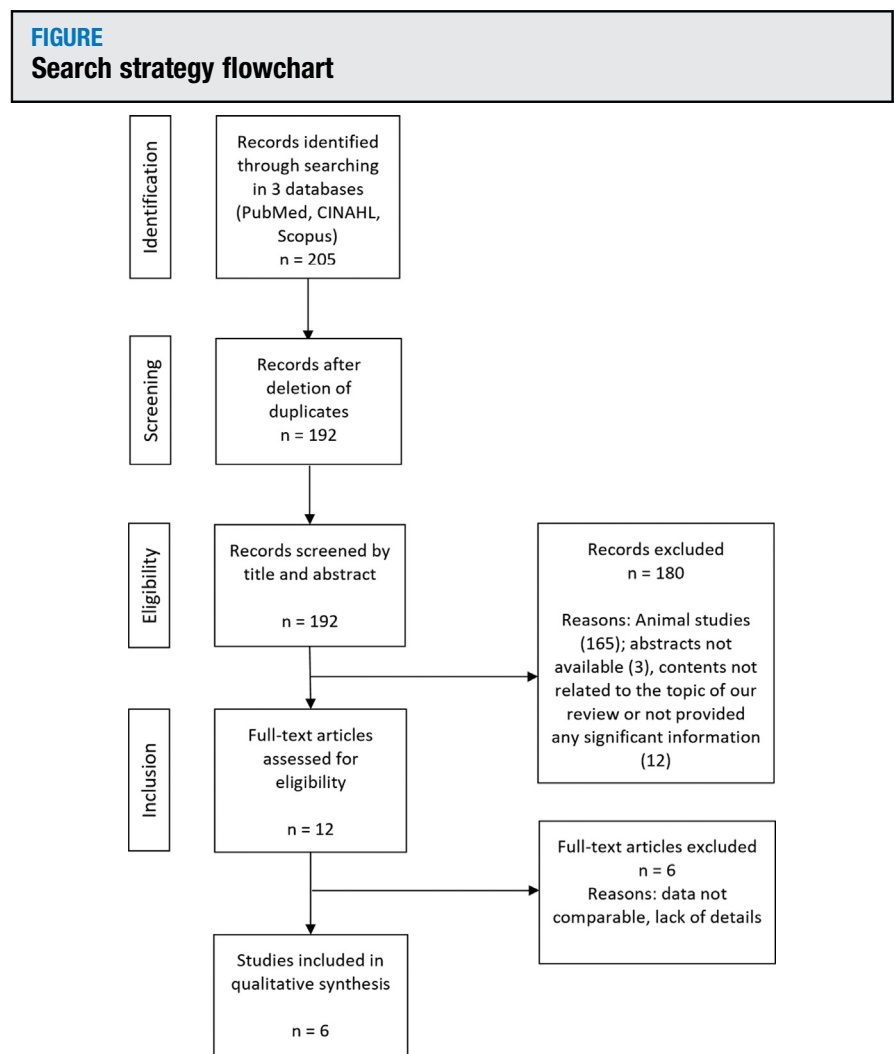 FIGURE
Search strategy flowchart
Identification
Records identified
through searching
in 3 databases
(PubMed, CINAHL,
Scopus)
n = 205
Screening
Records after
deletion of
duplicates
n = 192
Eligibility
Records screened by
title and abstract
n = 192
Records excluded
n = 180
Reasons: Animal studies
(165); abstracts not
available (3), contents not
related to the topic of our
review or not provided
any significant information
(12)
Inclusion
Full-text articles
assessed for
eligibility
n = 12
Full-text articles excluded
n = 6
Reasons: data not
comparable, lack of details
Studies included in
qualitative synthesis
n = 6